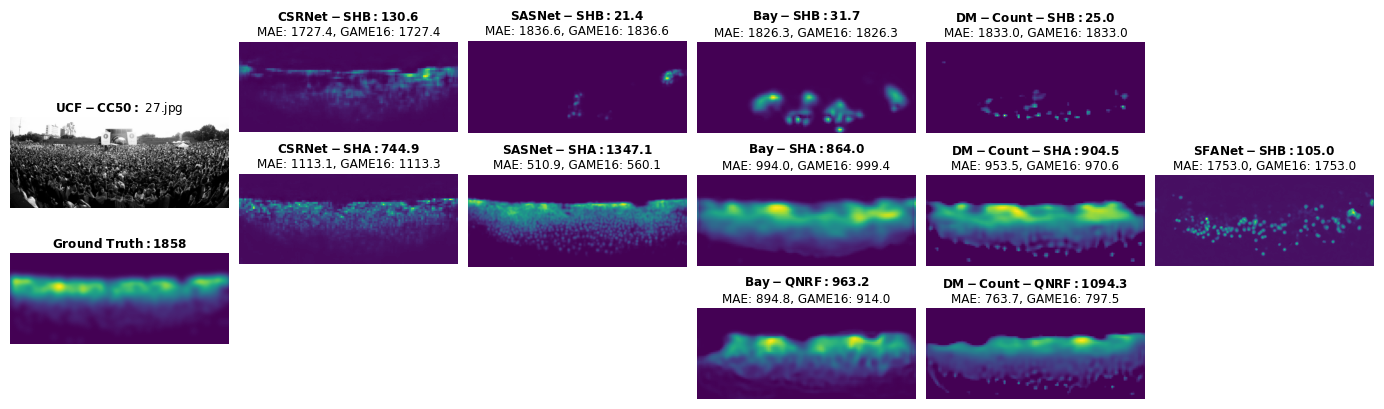 CSRNet − SHB : 130.6
MAE: 1727.4, GAME16: 1727.4
SASNet − SHB : 21.4
MAE: 1836.6, GAME16: 1836.6
Bay − SHB : 31.7
MAE: 1826.3, GAME16: 1826.3
DM − Count − SHB : 25.0
MAE: 1833.0, GAME16: 1833.0
UCF − CC50 : 27.jpg
CSRNet − SHA : 744.9
MAE: 1113.1, GAME16: 1113.3
SASNet − SHA : 1347.1
MAE: 510.9, GAME16: 560.1
Bay − SHA : 864.0
MAE: 994.0, GAME16: 999.4
DM − Count − SHA : 904.5
MAE: 953.5, GAME16: 970.6
SFANet − SHB : 105.0
MAE: 1753.0, GAME16: 1753.0
Ground Truth : 1858
Bay − QNRF : 963.2
MAE: 894.8, GAME16: 914.0
DM − Count − QNRF : 1094.3
MAE: 763.7, GAME16: 797.5